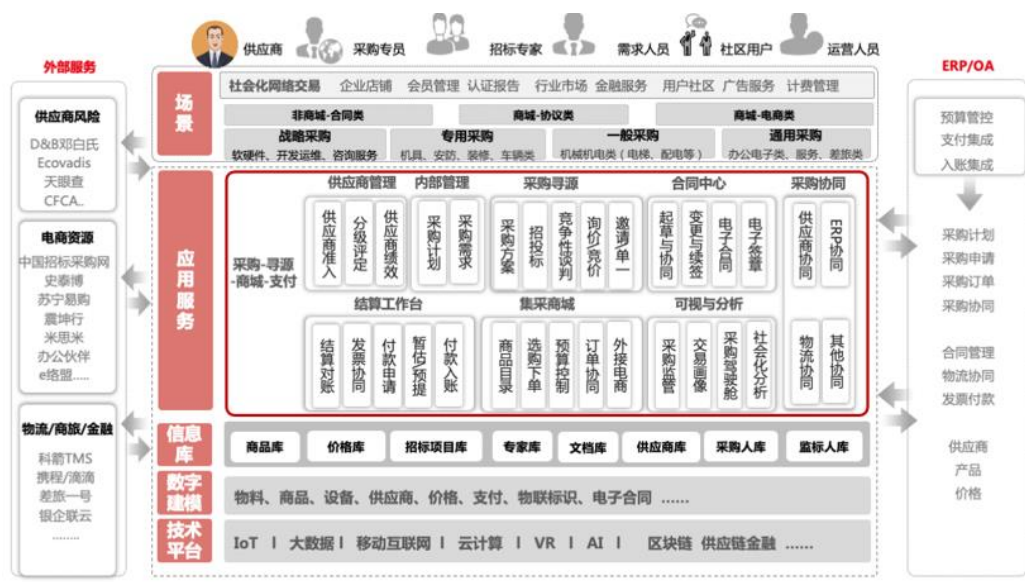 供应商
采购专员
招标专家
需求人员
社区用户
运营人员
外部服务
供应商风险
D&B邓白氏
Ecovadis
天眼查
CFCA..
电商资源
中国招标采购网
史泰博
苏宁易购
震坤行
米思米
办公伙伴
e络盟.....
物流/商旅/金融
科箭TMS
携程/滴滴
差旅一号
银企联云
........
场景
社会化网络交易 企业店铺 会员管理 认证报告 行业市场 金融服务 用户社区 广告服务 计费管理
非商城-合同类
商城-协议类
商城-电商类
战略采购
软硬件、开发运维、咨询服务
专用采购
机具、安防、装修、车辆类
一般采购
机械机电类（电梯、配电等）
通用采购
办公电子类、服务、差旅类
应用服务
采购-寻源
-商城-支付
供应商管理
供应商准入
分级评定
供应商绩效
内部管理
采购计划
采购需求
采购寻源
采购方案
招投标
竞争性谈判
询价竞价
邀请单一
合同中心
起草与协同
变更与续签
电子合同
电子签章
采购协同
供应商协同
ERP协同
结算工作台
结算对账
发票协同
付款申请
暂估预提
付款入账
集采商城
商品目录
选购下单
预算控制
订单协同
外接电商
可视与分析
采购监管
交易画像
采购驾驶舱
社会化分析
物流协同
其他协同
信息库
商品库
价格库
招标项目库
专家库
文档库
供应商库
采购人库
监标人库
数字建模
物料、商品、设备、供应商、价格、支付、物联标识、电子合同 ......
技术平台
IoT | 大数据 | 移动互联网 | 云计算 | VR | AI | 区块链 供应链金融 ......
ERP/OA
预算管控
支付集成
入账集成
采购计划
采购申请
采购订单
采购协同
合同管理
物流协同
发票付款
供应商
产品
价格